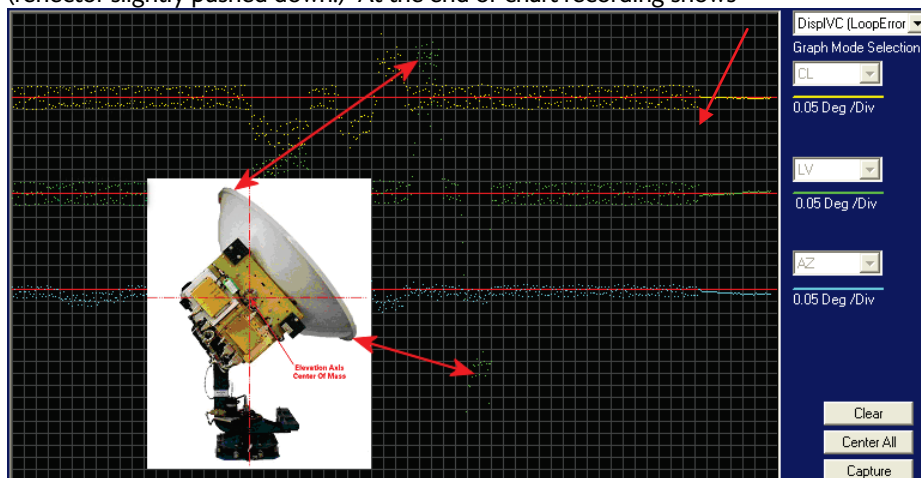 (reflector slightly pushed down.) At the end of chart recording shows
DispIVC (LoopError
Graph Mode Selection
CL
0.05 Deg /Div
LV
0.05 Deg /Div
AZ
0.05 Deg /Div
Elevation Axis
Center Of Mass
Clear
Center All
Capture